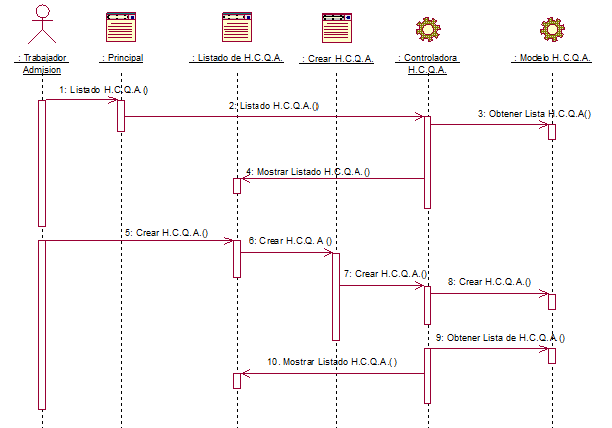 : Trabajador
Admision
: Principal
: Listado de H.C.Q.A.
: Crear H.C.Q.A.
: Controladora
H.C.Q.A.
: Modelo H.C.Q.A.
1: Listado H.C.Q.A.()
2: Listado H.C.Q.A.()
3: Obtener Lista H.C.Q.A()
4: Mostrar Listado H.C.Q.A.()
5: Crear H.C.Q.A.()
6: Crear H.C.Q.A ()
7: Crear H.C.Q.A.()
8: Crear H.C.Q.A.()
9: Obtener Lista de H.C.Q.A.()
10. Mostrar Listado H.C.Q.A.()